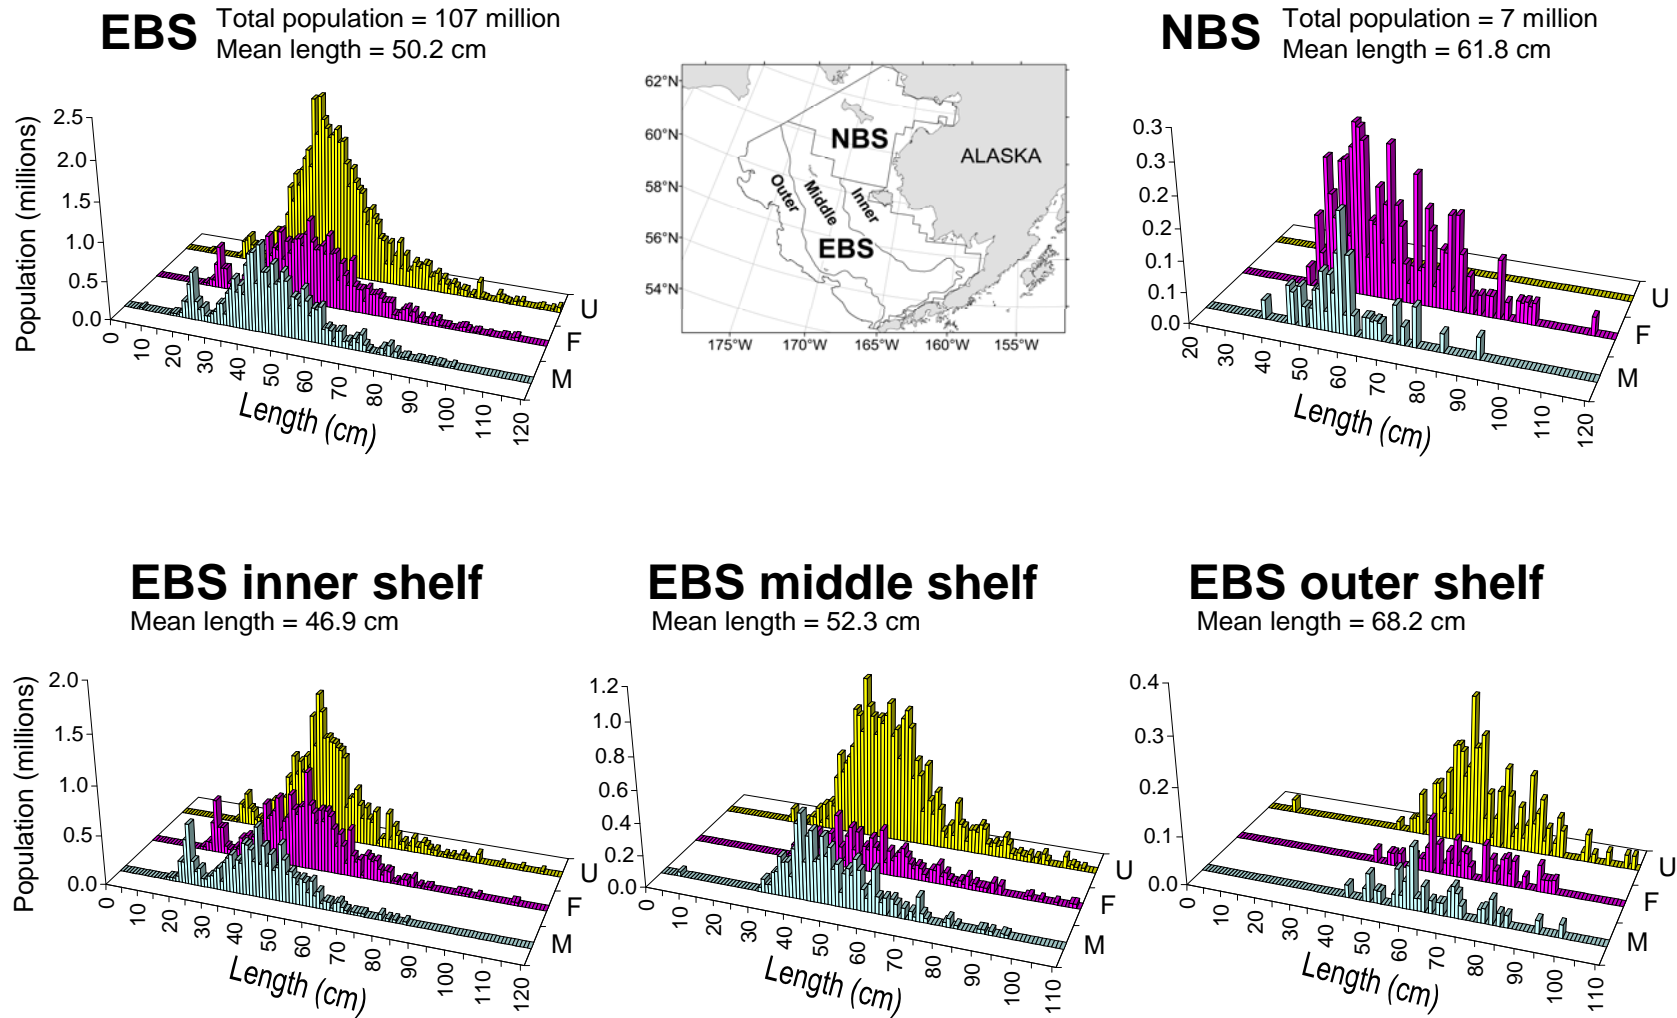 EBS
Total population = 107 million
Mean length = 50.2 cm
Population (millions)
2.5
2.0
1.5
1.0
0.5
0.0
0 10 20 30 40 50 60 70 80 90 100 110 120
Length (cm)
U
F
M
62°N
60°N
58°N
56°N
54°N
175°W 170°W 165°W 160°W 155°W
NBS
ALASKA
Outer
Middle
Inner
EBS
NBS
Total population = 7 million
Mean length = 61.8 cm
0.3
0.3
0.2
0.2
0.1
0.1
0.0
20 30 40 50 60 70 80 90 100 110 120
Length (cm)
U
F
M
EBS inner shelf
Mean length = 46.9 cm
Population (millions)
2.0
1.5
1.0
0.5
0.0
0 10 20 30 40 50 60 70 80 90 100 110 120
Length (cm)
U
F
M
EBS middle shelf
Mean length = 52.3 cm
1.2
1.0
0.8
0.6
0.4
0.2
0.0
0 10 20 30 40 50 60 70 80 90 100 110
Length (cm)
U
F
M
EBS outer shelf
Mean length = 68.2 cm
0.4
0.3
0.2
0.1
0.0
0 10 20 30 40 50 60 70 80 90 100 110
Length (cm)
U
F
M